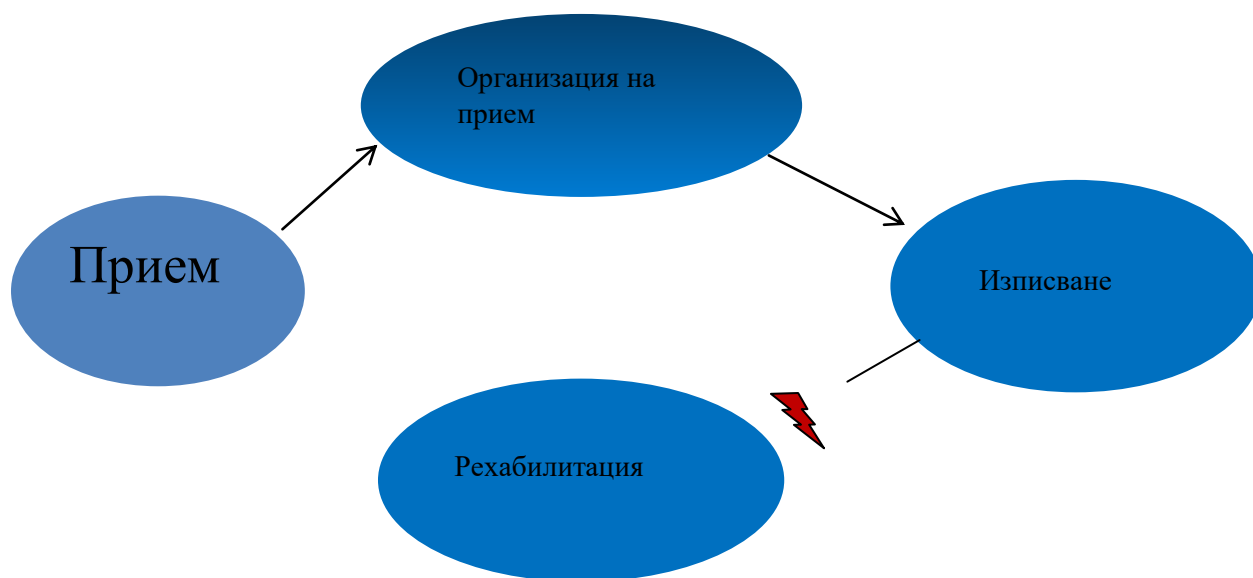 Организация на
прием
Прием
Изписване
Рехабилитация